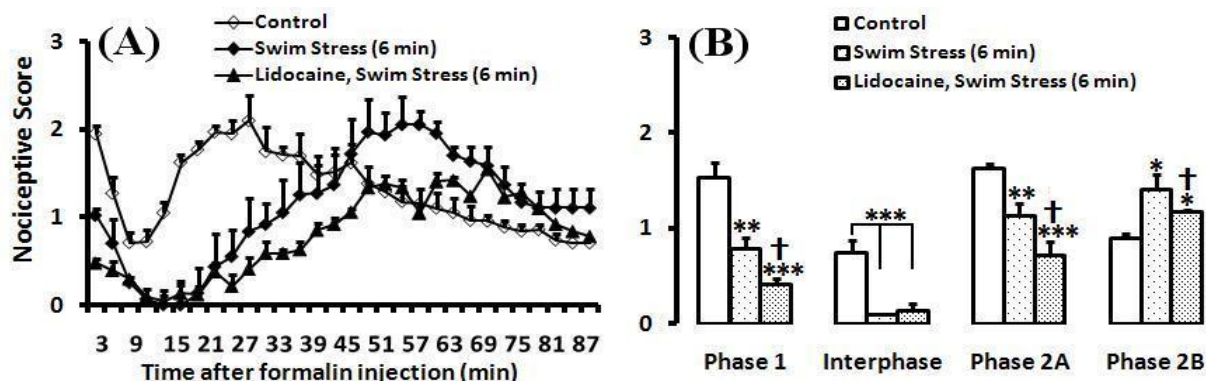 (A)
Control
Swim Stress (6 min)
Lidocaine, Swim Stress (6 min)
Nociceptive Score
3
2
1
0
3 9 15 21 27 33 39 45 51 57 63 69 75 81 87
Time after formalin injection (min)
(B)
Control
Swim Stress (6 min)
Lidocaine, Swim Stress (6 min)
3
2
1
0
**
†
***
***
**
†
***
*
†
*
Phase 1 Interphase Phase 2A Phase 2B